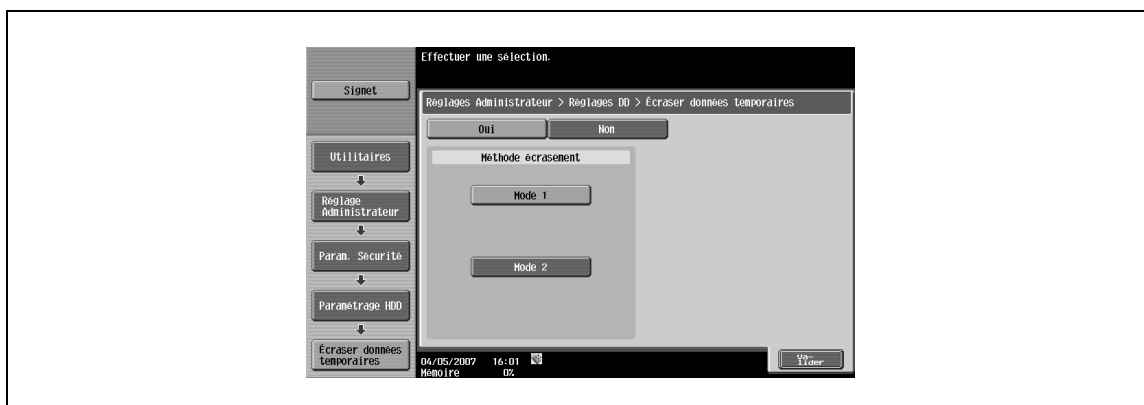 Effectuer une sélection.
Signet
Réglages Administrateur > Réglages DD > Écraser données temporaires
Oui
Non
Utilitaires
Méthode écrasement
Mode 1
Réglage
Administrateur
Param. Sécurité
Mode 2
Paramétrage HDD
Écraser données
temporaires
04/05/2007 16:01
Mémoire 0%
Va-
lider